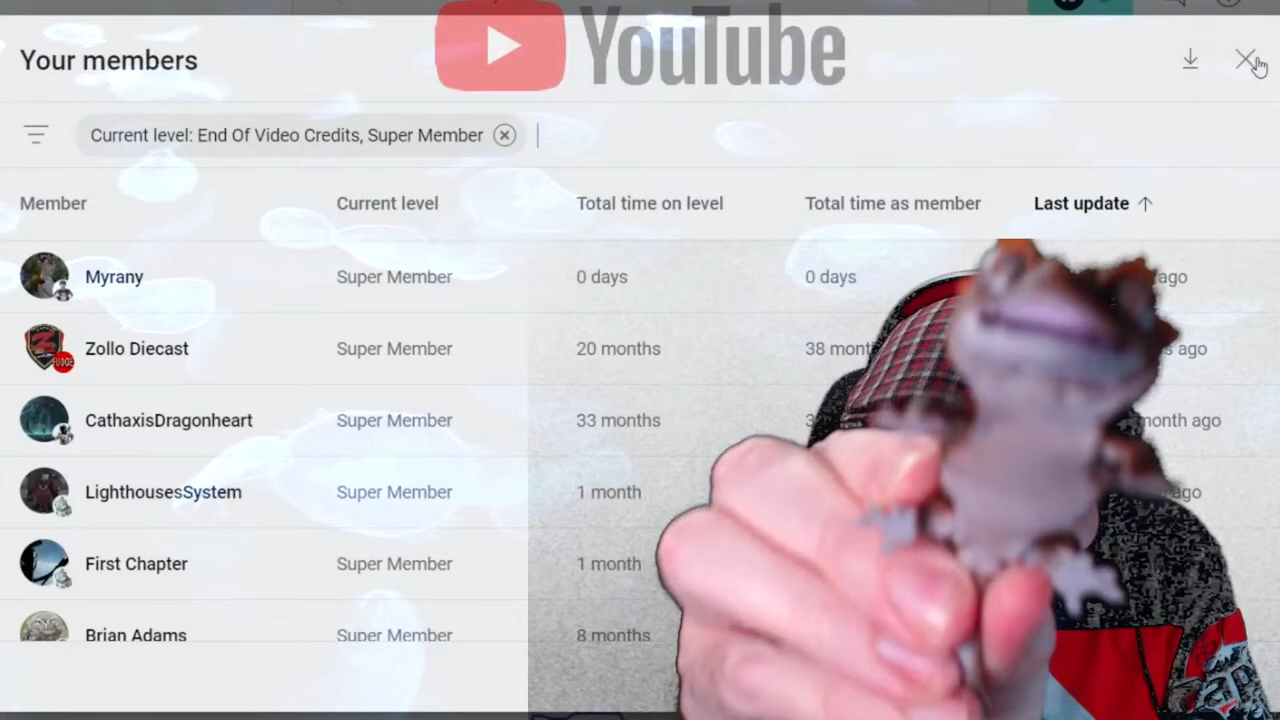 YouTube
Your members
Current level: End Of Video Credits, Super Member
Member Current level Total time on level Total time as member Last update
Myrany Super Member 0 days 0 days ago
Zollo Diecast Super Member 20 months 38 ago
FUDGE
CathaxisDragonheart Super Member 33 months month ago
LighthousesSystem Super Member 1 month ago
First Chapter Super Member 1 month
Brian Adams Super Member 8 months